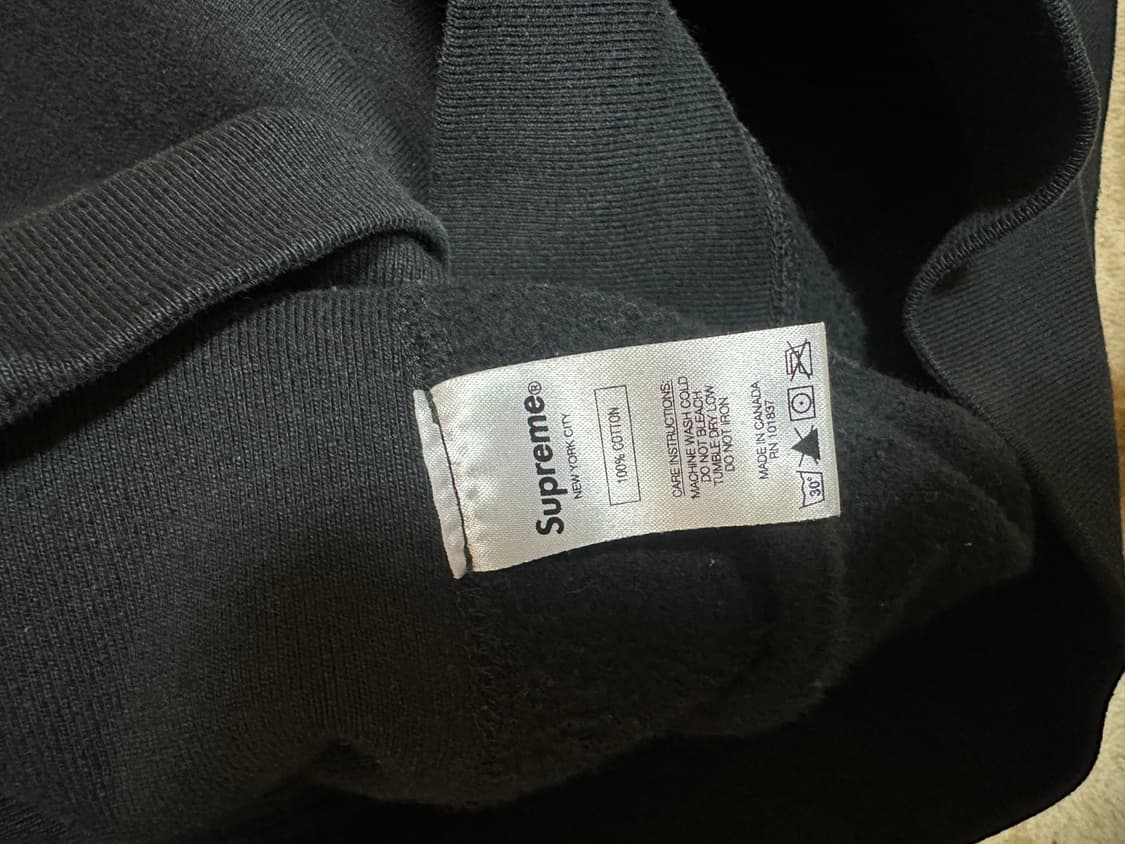 Supreme®
NEW YORK CITY
100% COTTON
CARE INSTRUCTIONS:
MACHINE WASH COLD
DO NOT BLEACH
TUMBLE DRY LOW
DO NOT IRON
MADE IN CANADA
RN 101837
30°